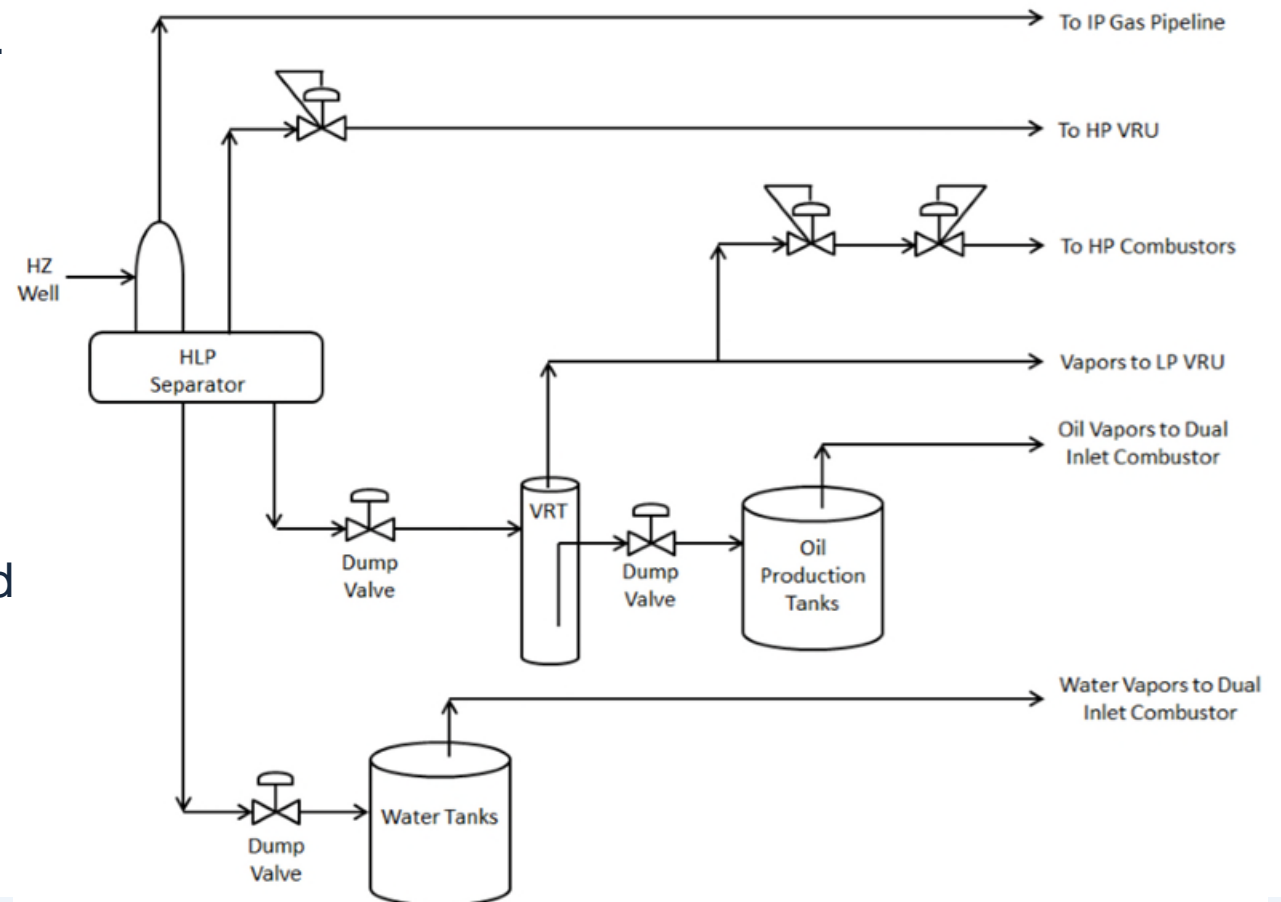 To IP Gas Pipeline
To HP VRU
To HP Combustors
HZ
Well
HLP
Separator
Vapors to LP VRU
Oil Vapors to Dual
Inlet Combustor
VRT
Dump
Valve
Dump
Valve
Oil
Production
Tanks
d
Water Vapors to Dual
Inlet Combustor
Water Tanks
Dump
Valve